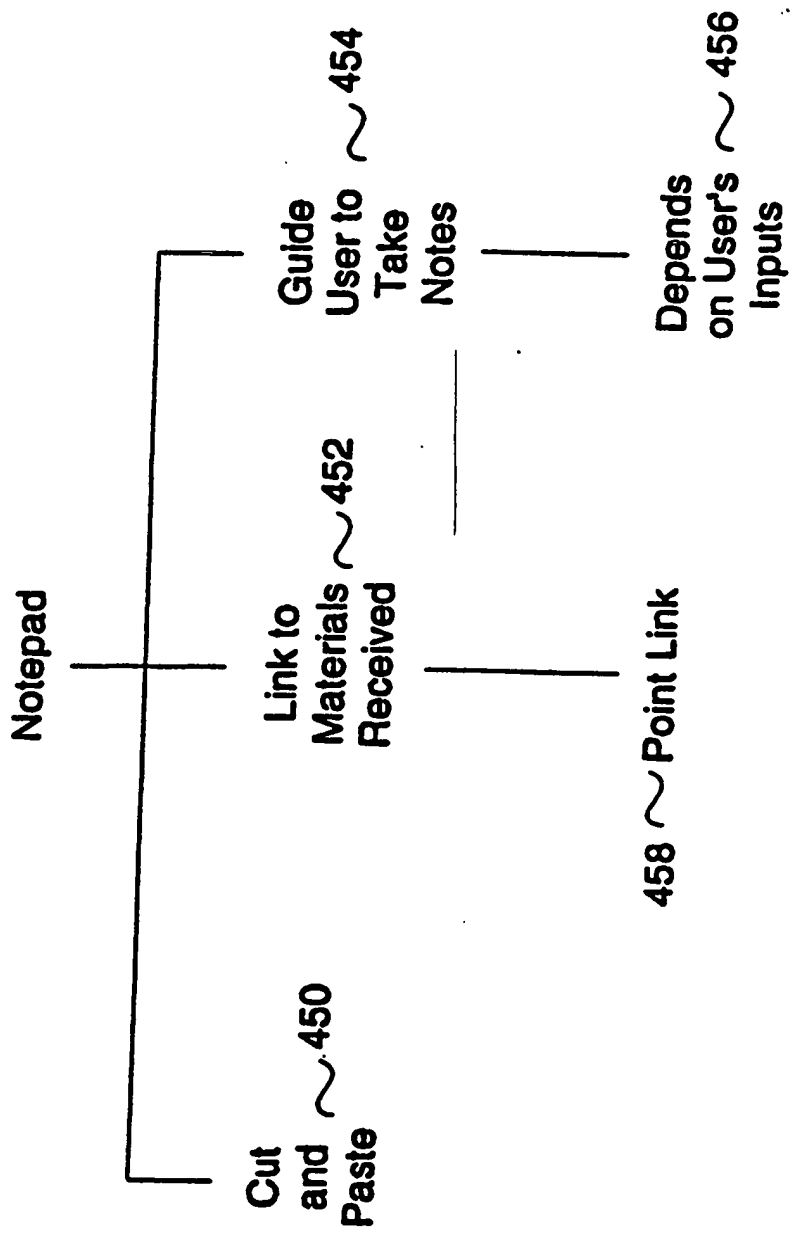 Notepad
Cut
and ~450
Paste
Link to
Materials ~452
Received
Guide
User to ~454
Take
Notes
458 ~Point Link
Depends
on User's ~456
Inputs